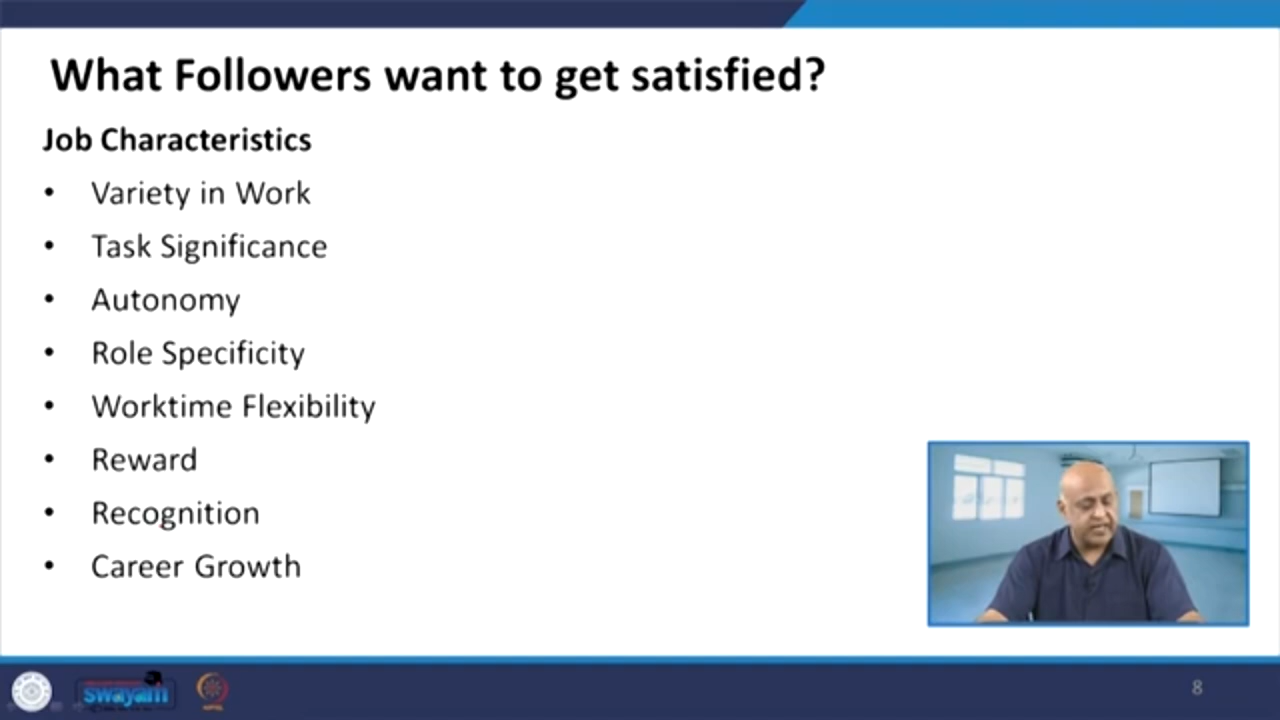 What Followers want to get satisfied?
Job Characteristics
• Variety in Work
• Task Significance
• Autonomy
• Role Specificity
• Worktime Flexibility
• Reward
• Recognition
• Career Growth
swayam
8